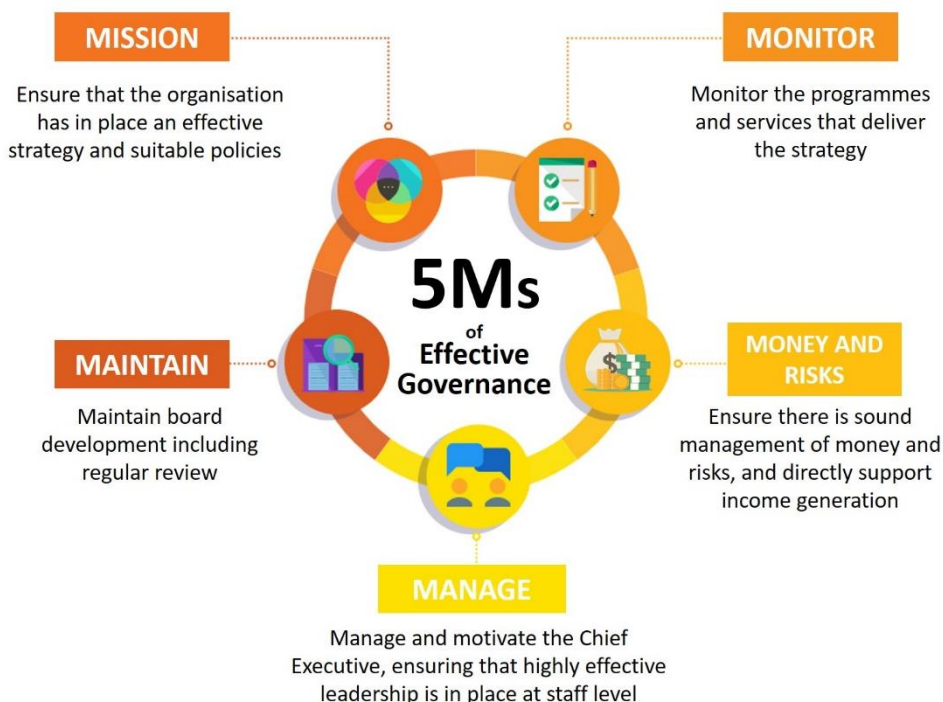 MISSION
Ensure that the organisation
has in place an effective
strategy and suitable policies
MONITOR
Monitor the programmes
and services that deliver
the strategy
5Ms
of
Effective
Governance
MAINTAIN
Maintain board
development including
regular review
MONEY AND
RISKS
Ensure there is sound
management of money and
risks, and directly support
income generation
$
MANAGE
Manage and motivate the Chief
Executive, ensuring that highly effective
leadership is in place at staff level